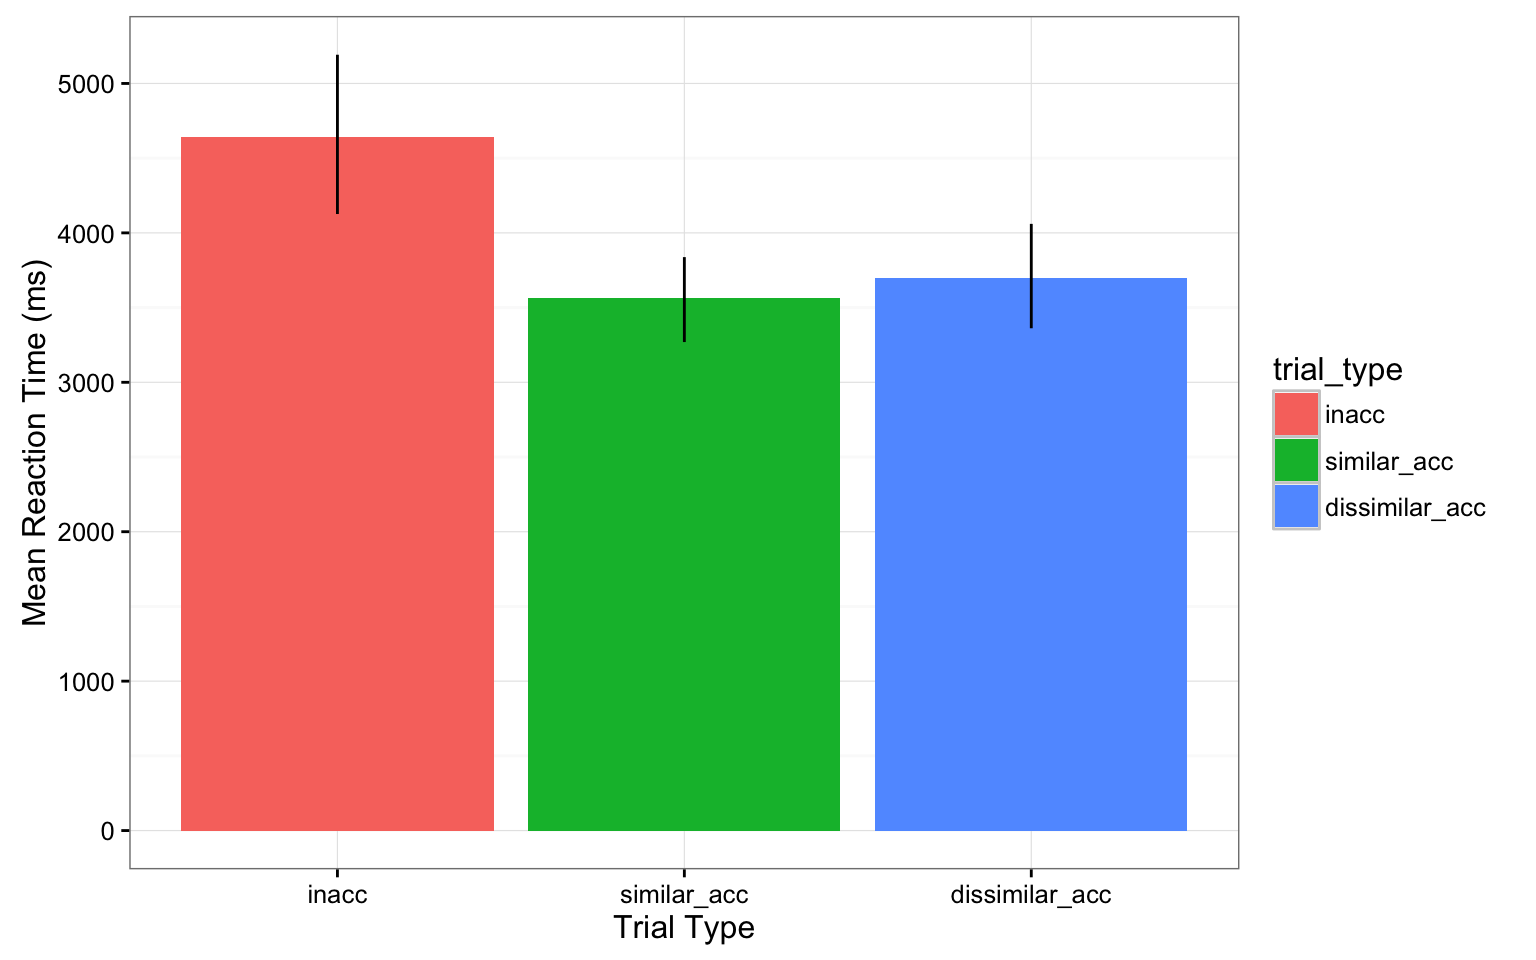 5000
4000
3000
2000
1000
0
Mean Reaction Time (ms)
inacc
similar_acc
dissimilar_acc
Trial Type
trial_type
inacc
similar_acc
dissimilar_acc